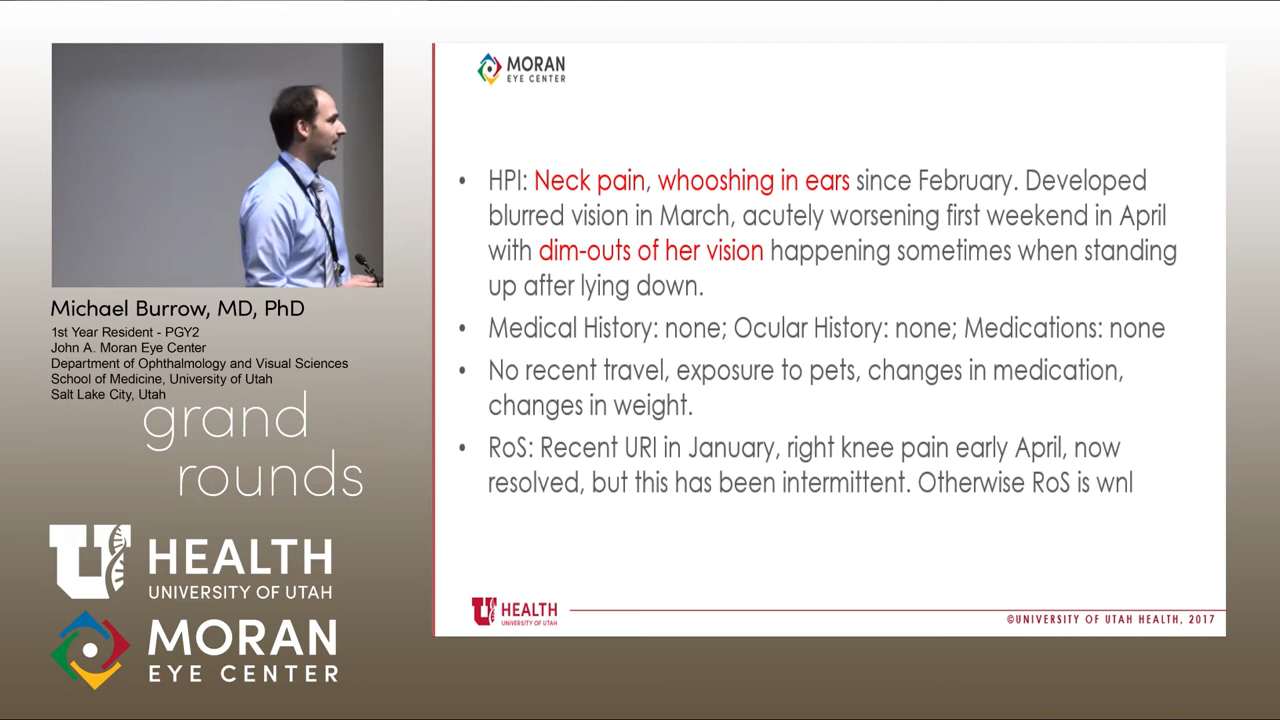 Michael Burrow, MD, PhD
1st Year Resident - PGY2
John A. Moran Eye Center
Department of Ophthalmology and Visual Sciences
School of Medicine, University of Utah
Salt Lake City, Utah
grand
rounds
U HEALTH
UNIVERSITY OF UTAH
MORAN
EYE CENTER
MORAN
EYE CENTER
• HPI: Neck pain, whooshing in ears since February. Developed
blurred vision in March, acutely worsening first weekend in April
with dim-outs of her vision happening sometimes when standing
up after lying down.
• Medical History: none; Ocular History: none; Medications: none
• No recent travel, exposure to pets, changes in medication,
changes in weight.
• RoS: Recent URI in January, right knee pain early April, now
resolved, but this has been intermittent. Otherwise RoS is wnl
U HEALTH
UNIVERSITY OF UTAH
©UNIVERSITY OF UTAH HEALTH, 2017